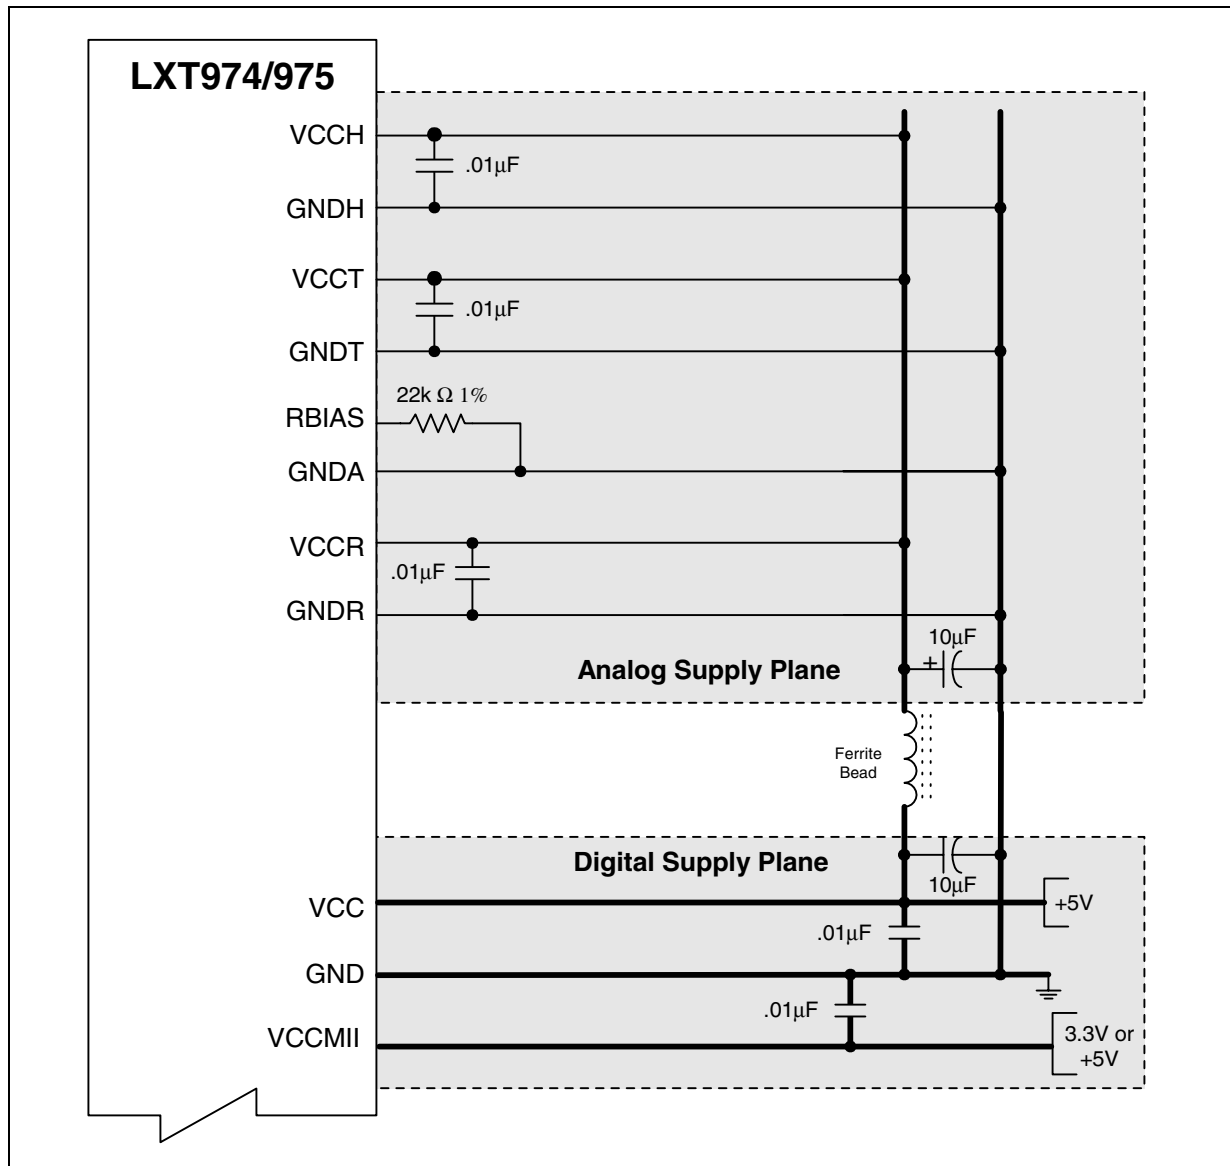 LXT974/975
VCCH
.01µF
GNDH
VCCT
.01µF
GNDT
22k Ω 1%
RBIAS
GNDA
VCCR
.01µF
GNDR
10µF
+
Analog Supply Plane
Ferrite
Bead
Digital Supply Plane
10µF
VCC
+5V
.01µF
GND
.01µF
VCCMII
3.3V or
+5V